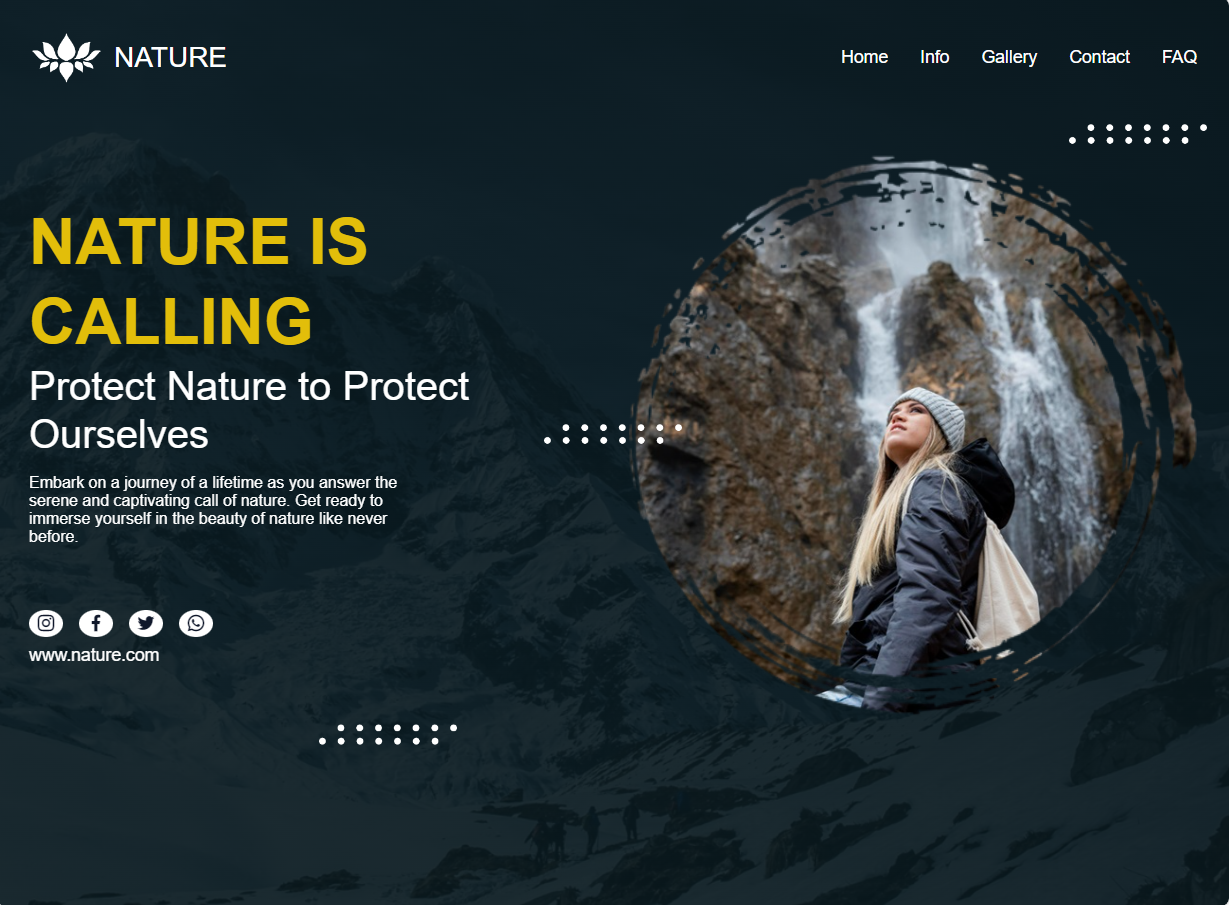 NATURE
Home Info Gallery Contact FAQ
NATURE IS
CALLING
Protect Nature to Protect
Ourselves
Embark on a journey of a lifetime as you answer the
serene and captivating call of nature. Get ready to
immerse yourself in the beauty of nature like never
before.
www.nature.com